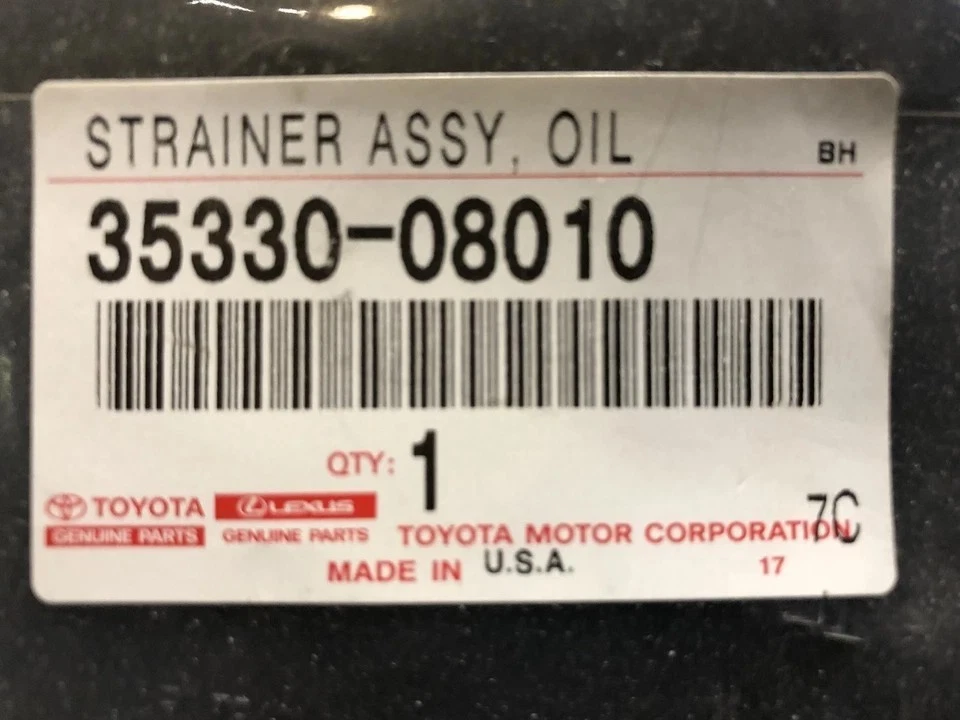 STRAINER ASSY, OIL BH
35330-08010
QTY: 1
TOYOTA LEXUS 7C
GENUINE PARTS GENUINE PARTS TOYOTA MOTOR CORPORATION
MADE IN U.S.A. 17